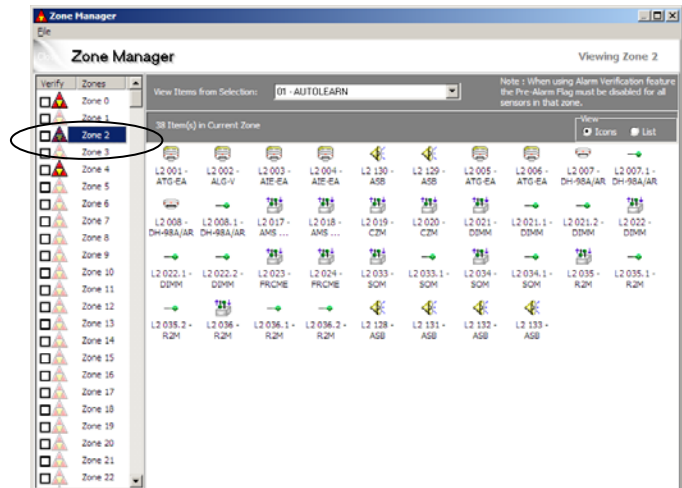 Zone Manager
File
Zone Manager
Viewing Zone 2
Verify Zones
View Items from Selection: 01 - AUTOLEARN
Note : When using Alarm Verification feature
the Pre-Alarm Flag must be disabled for all
sensors in that zone.
38 Item(s) in Current Zone
View
Icons List
Zone 0
Zone 1
Zone 2
Zone 3
Zone 4
Zone 5
Zone 6
Zone 7
Zone 8
Zone 9
Zone 10
Zone 11
Zone 12
Zone 13
Zone 14
Zone 15
Zone 16
Zone 17
Zone 18
Zone 19
Zone 20
Zone 21
Zone 22
L2 001 - L2 002 - L2 003 - L2 004 - L2 130 - L2 129 - L2 005 - L2 006 - L2 007 - L2 007.1 -
ATG-EA ALG-V AIE-EA ATE-EA ASB ASB ATG-EA ATG-EA DH-98A/AR DH-98A/AR
L2 008 - L2 008.1 - L2 017 - L2 018 - L2 019 - L2 020 - L2 021 - L2 021.1 - L2 021.2 - L2 022 -
DH-98A/AR DH-98A/AR AMS ... AMS ... CZM CZM DIMM DIMM DIMM DIMM
L2 022.1 - L2 022.2 - L2 023 - L2 024 - L2 033 - L2 033.1 - L2 034 - L2 034.1 - L2 035 - L2 035.1 -
DIMM DIMM FRCME FRCME SOM SOM SOM SOM R2M R2M
L2 035.2 - L2 036 - L2 036.1 - L2 036.2 - L2 128 - L2 131 - L2 132 - L2 133 -
R2M R2M R2M R2M ASB ASB ASB ASB